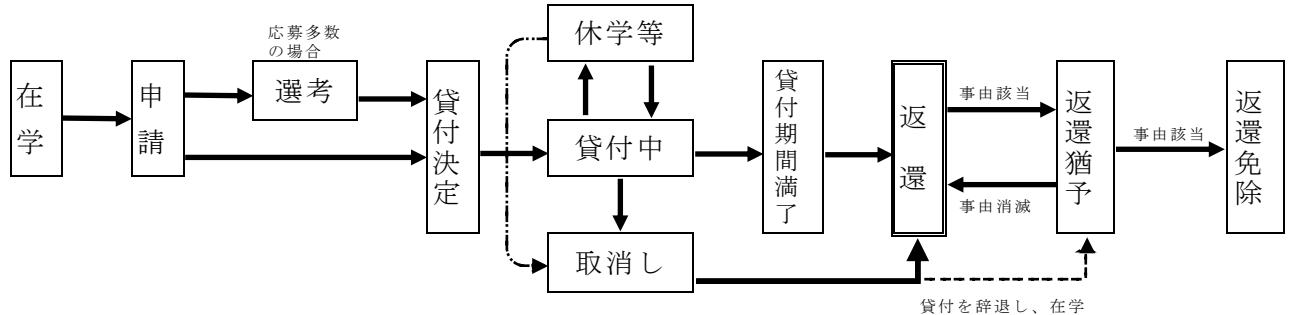 在学
申請
応募多数
の場合
選考
貸付決定
休学等
貸付中
取消し
貸付期間満了
返還
事由該当
事由消滅
返還猶予
事由該当
返還免除
貸付を辞退し、在学